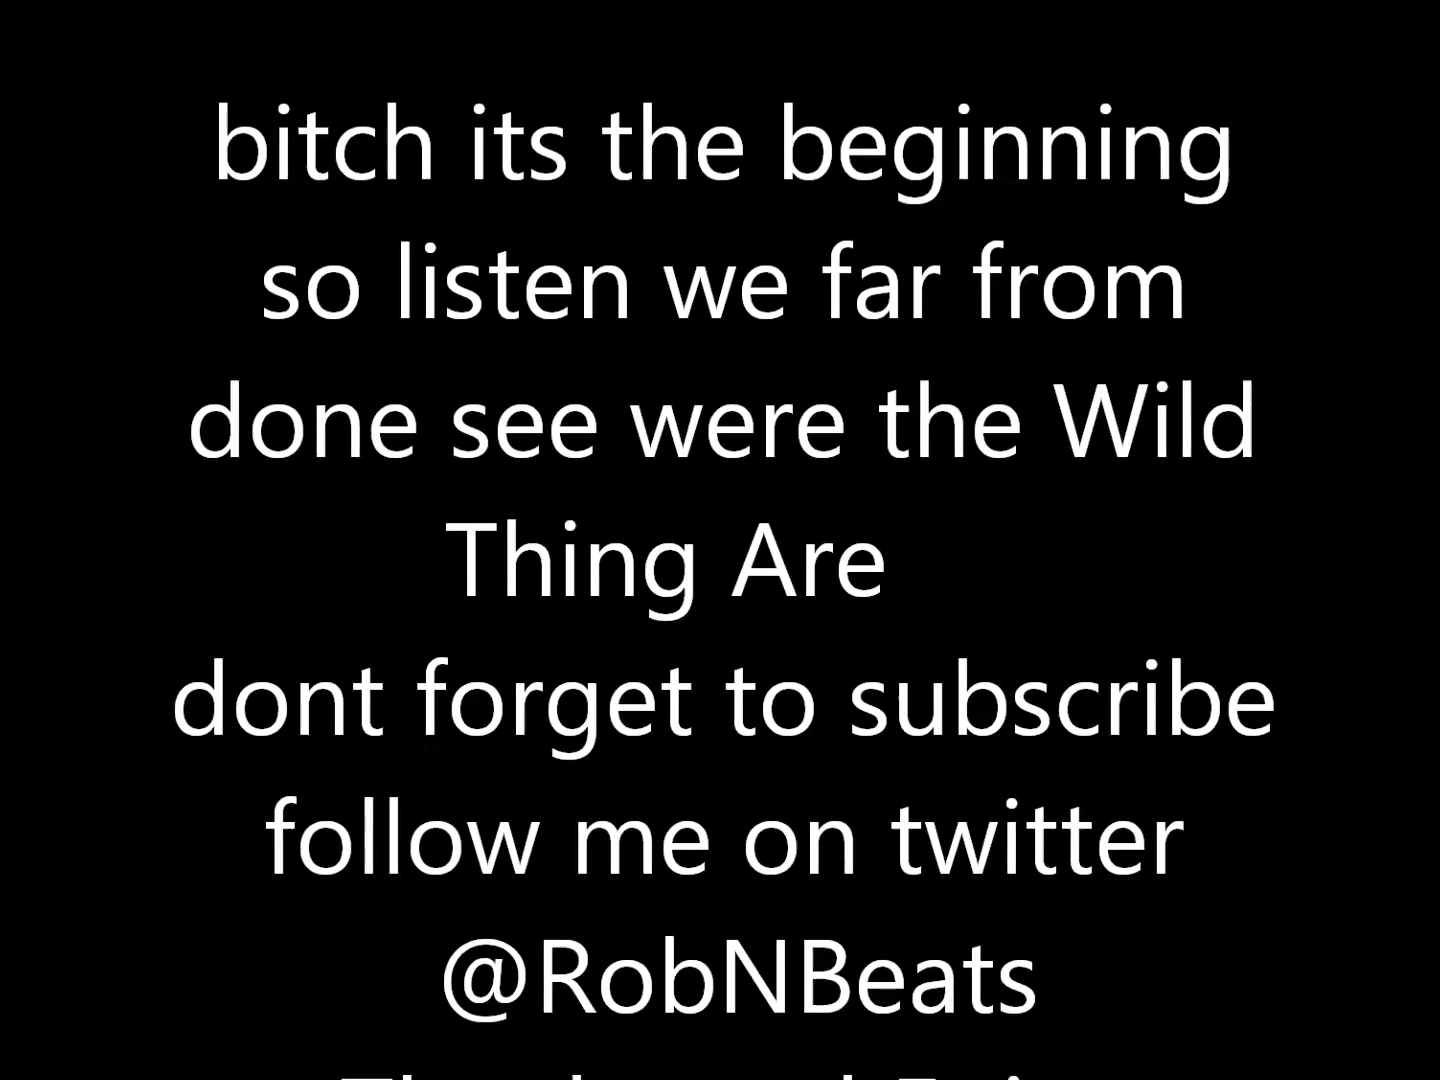 bitch its the beginning
so listen we far from
done see were the Wild
Thing Are
dont forget to subscribe
follow me on twitter
@RobNBeats